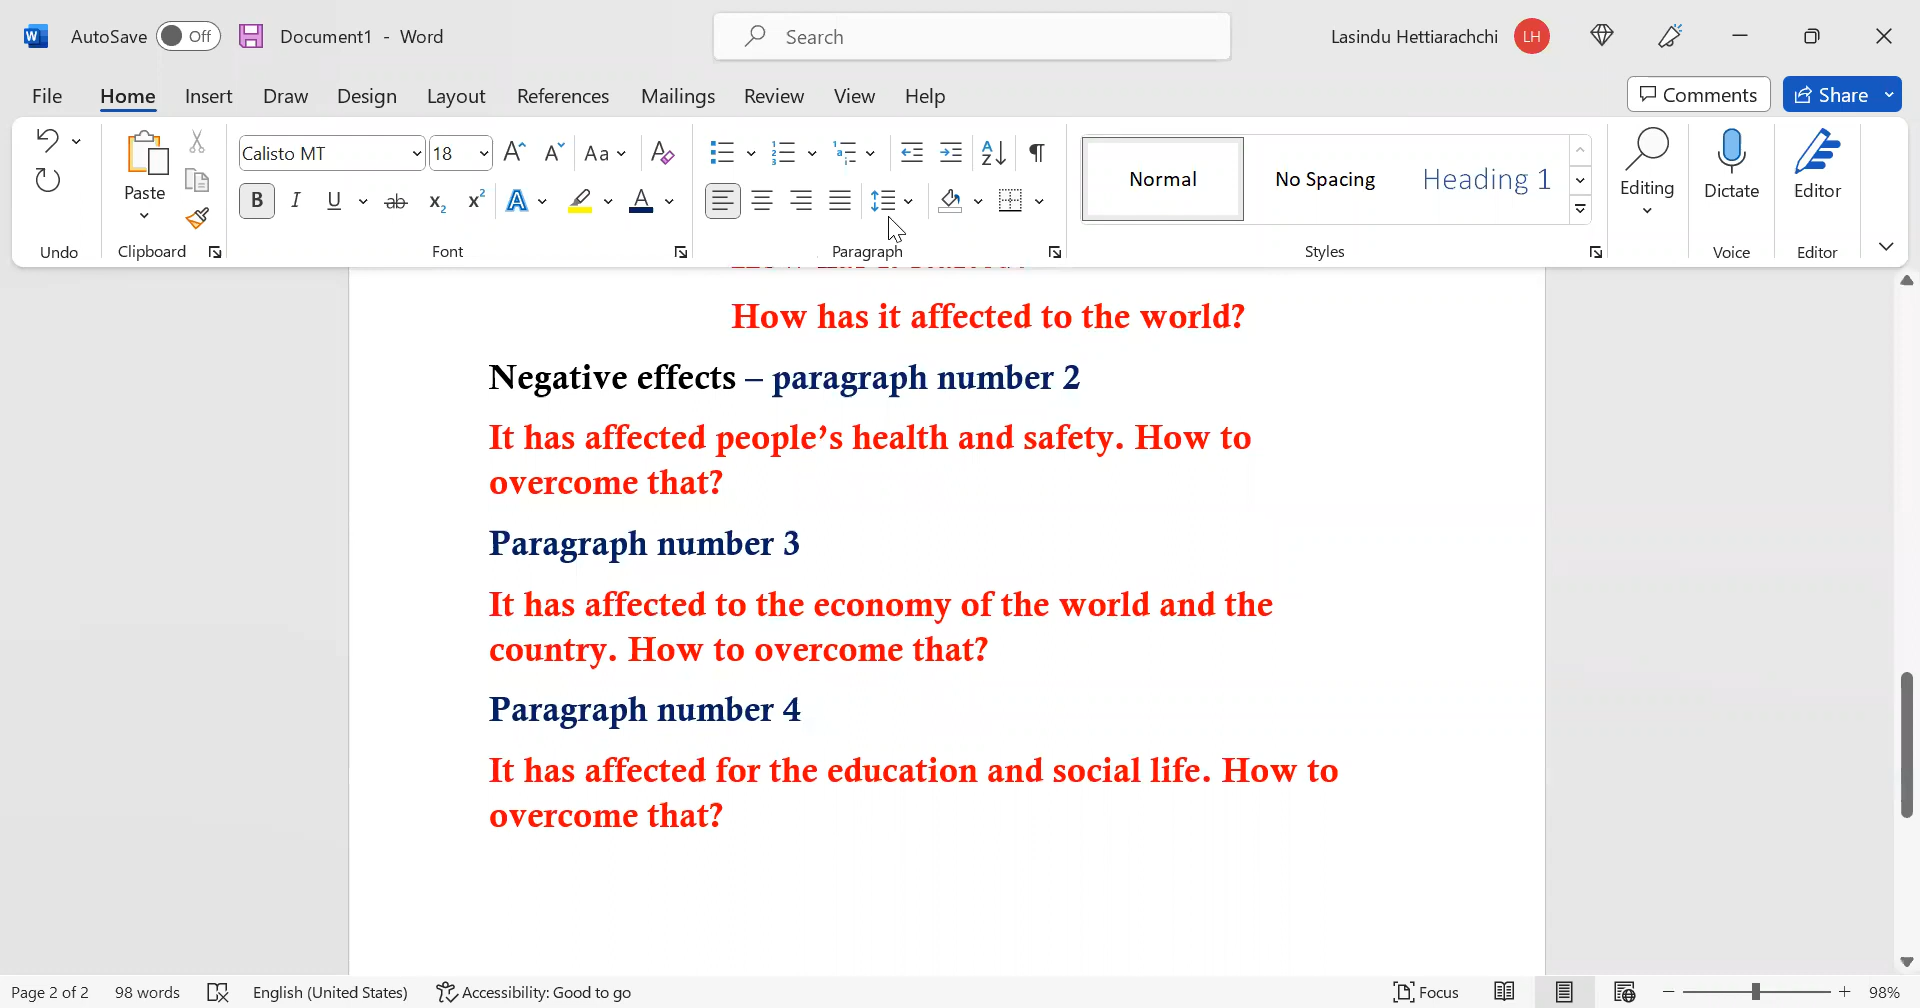 AutoSave Off Document1 - Word Search Lasindu Hettiarachchi LH
File Home Insert Draw Design Layout References Mailings Review View Help Comments Share
Calisto MT 18 Aa
Paste Normal No Spacing Heading 1 Editing Dictate Editor
B I U ab x₂ x² A A
Undo Clipboard Font Paragraph Styles Voice Editor
How has it affected to the world?
Negative effects – paragraph number 2
It has affected people’s health and safety. How to
overcome that?
Paragraph number 3
It has affected to the economy of the world and the
country. How to overcome that?
Paragraph number 4
It has affected for the education and social life. How to
overcome that?
Page 2 of 2 98 words English (United States) Accessibility: Good to go Focus 98%